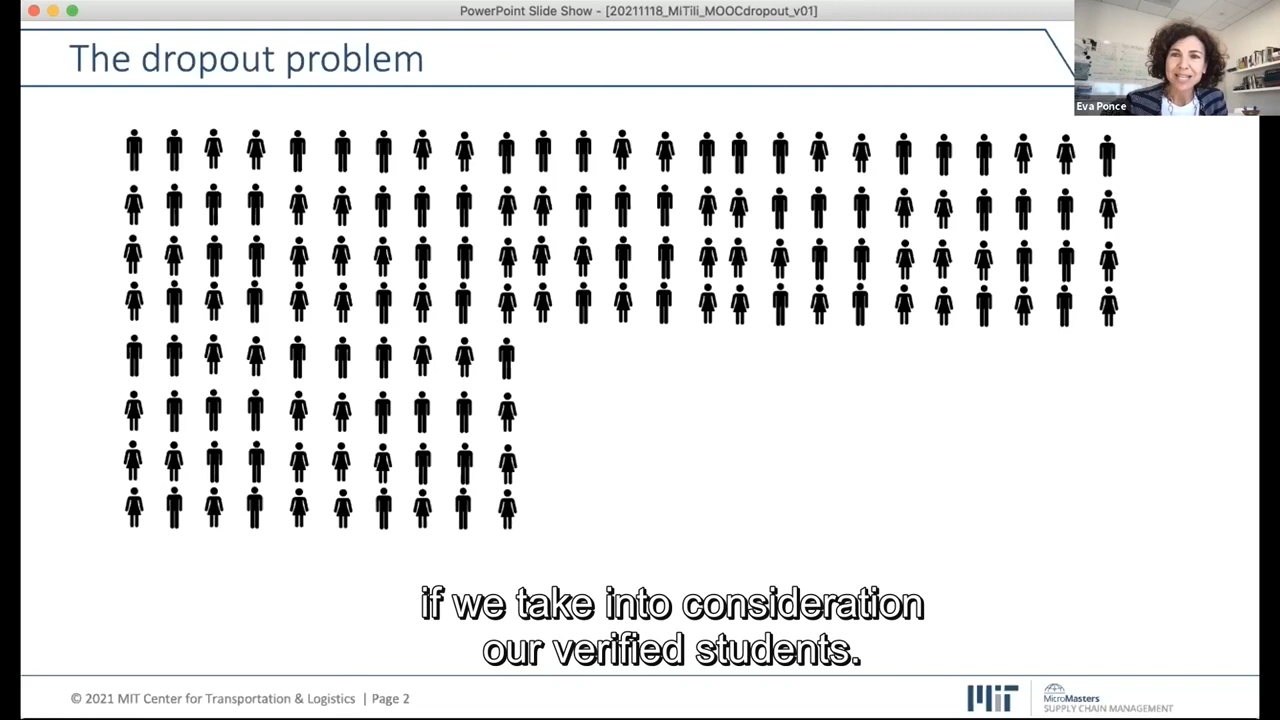 PowerPoint Slide Show - [20211118_MITili_MOOCdropout_v01]
The dropout problem
Eva Ponce
if we take into consideration
our verified students.
© 2021 MIT Center for Transportation & Logistics | Page 2
MIT
MicroMasters
SUPPLY CHAIN MANAGEMENT